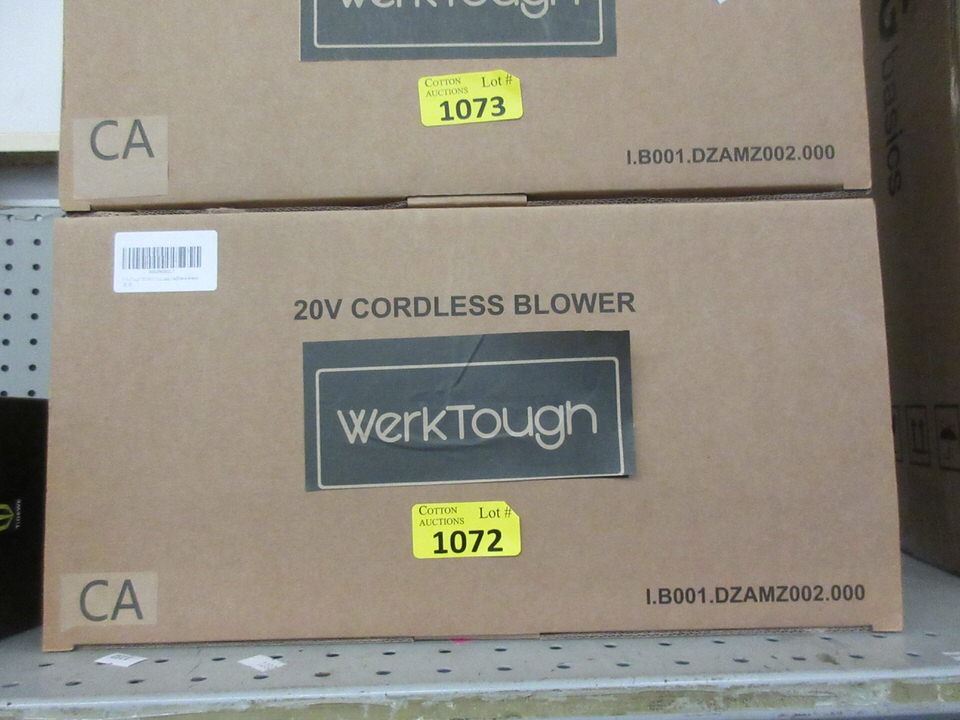 WerkTough
COTTON AUCTIONS Lot #
1073
CA
I.B001.DZAMZ002.000
basics
20V CORDLESS BLOWER
WerkTough
COTTON AUCTIONS Lot #
1072
CA
I.B001.DZAMZ002.000